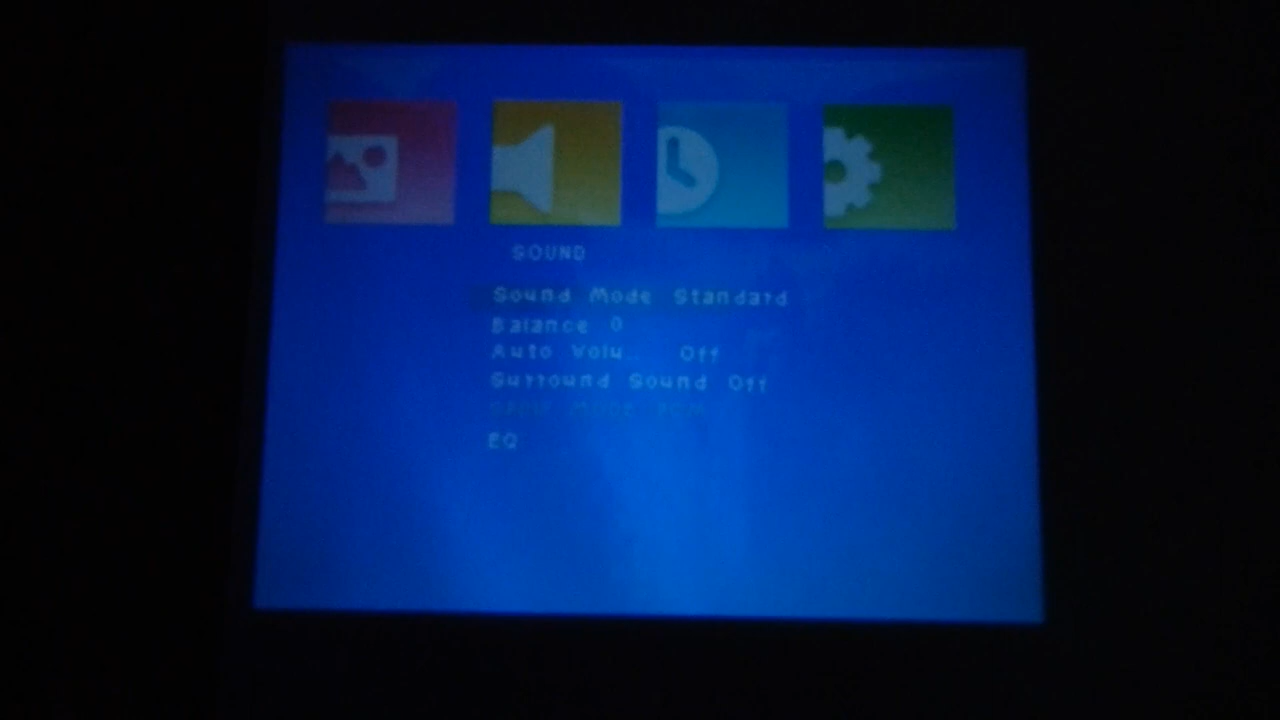 SOUND
Sound Mode Standard
Balance 0
Auto Volu... Off
Surround Sound Off
EQ